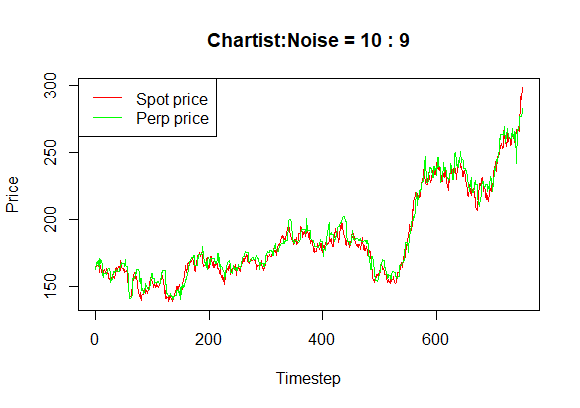 Chartist:Noise = 10 : 9
Spot price
Perp price
300
250
200
150
Price
0 200 400 600
Timestep